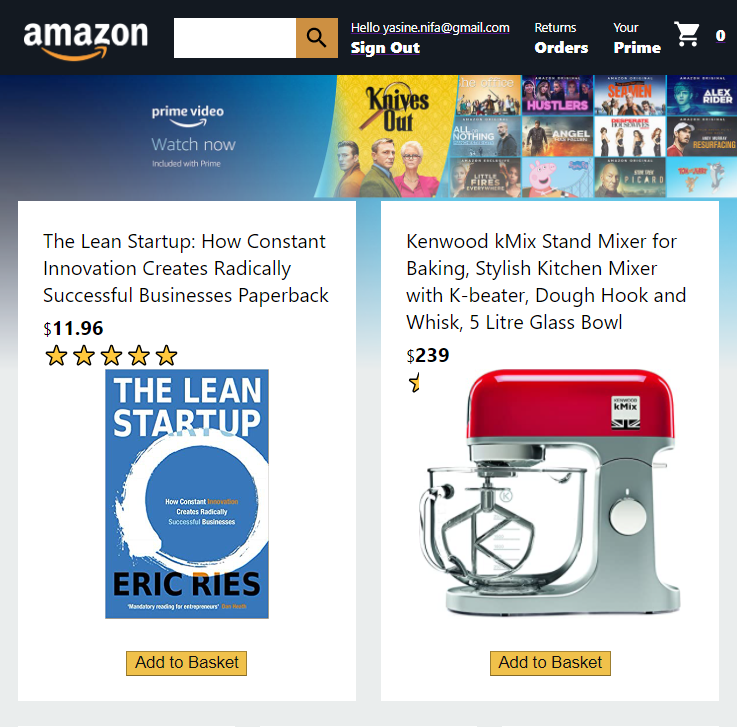 amazon
Hello yasine.nifa@gmail.com
Sign Out
Returns
Orders
Your
Prime
0
prime video
Watch now
Included with Prime
Knives
Out
the office
HUSTLERS
SEAMEN
ALEX
RIDER
ALL
NOTHING
ANGEL
DESPERATE
HOUSEWIVES
RESURFACING
LITTLE
FIRES
EVERYWHERE
PICARD
The Lean Startup: How Constant
Innovation Creates Radically
Successful Businesses Paperback
$11.96
THE LEAN
STARTUP
How Constant Innovation
Creates Radically
Successful Businesses
ERIC RIES
'Mandatory reading for entrepreneurs' Dan Heath
Add to Basket
Kenwood kMix Stand Mixer for
Baking, Stylish Kitchen Mixer
with K-beater, Dough Hook and
Whisk, 5 Litre Glass Bowl
$239
KENWOOD
kMix
Add to Basket